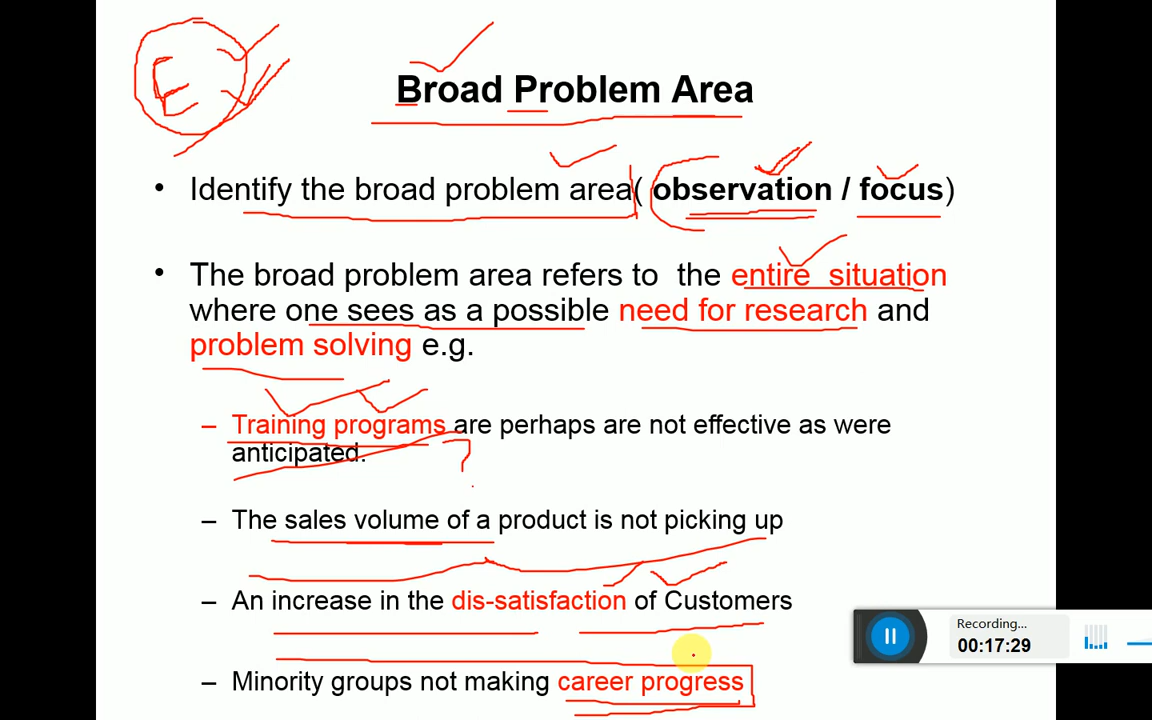 E
Broad Problem Area
• Identify the broad problem area( observation / focus)
• The broad problem area refers to the entire situation
where one sees as a possible need for research and
problem solving e.g.
– Training programs are perhaps are not effective as were
anticipated.
?
– The sales volume of a product is not picking up
– An increase in the dis-satisfaction of Customers
Recording...
00:17:29
– Minority groups not making career progress